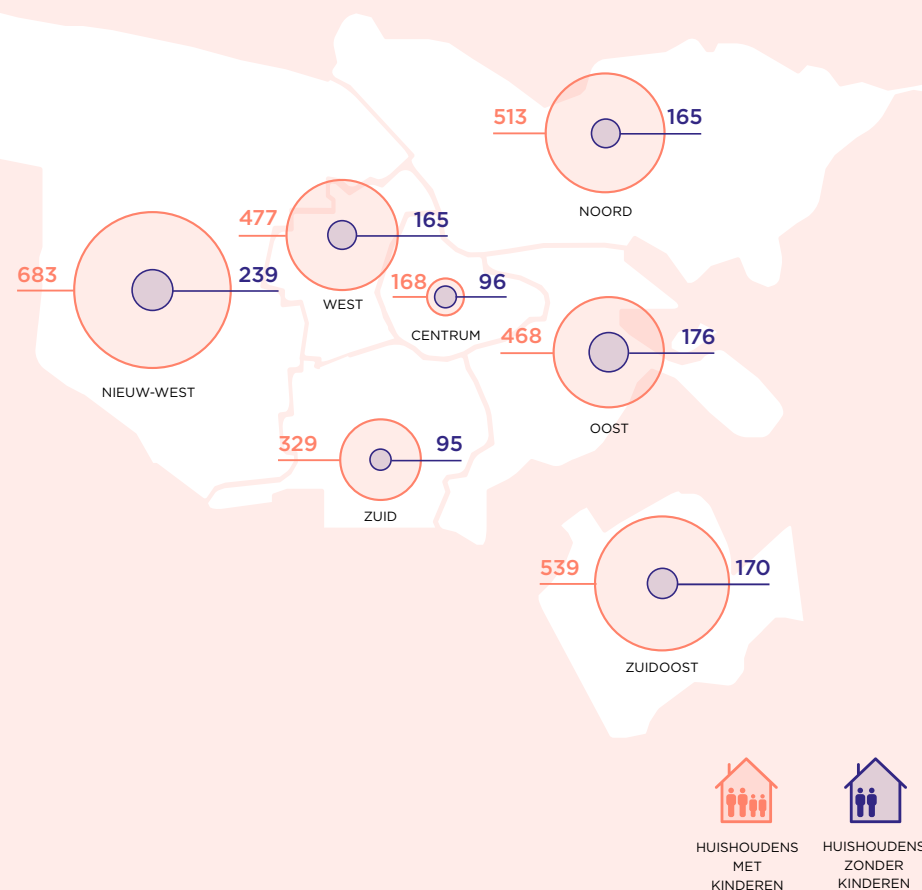 513
165
NOORD
477
165
WEST
683
239
NIEUW-WEST
168
96
CENTRUM
468
176
OOST
329
95
ZUID
539
170
ZUIDOOST
HUISHOUDENS
MET
KINDEREN
HUISHOUDENS
ZONDER
KINDEREN